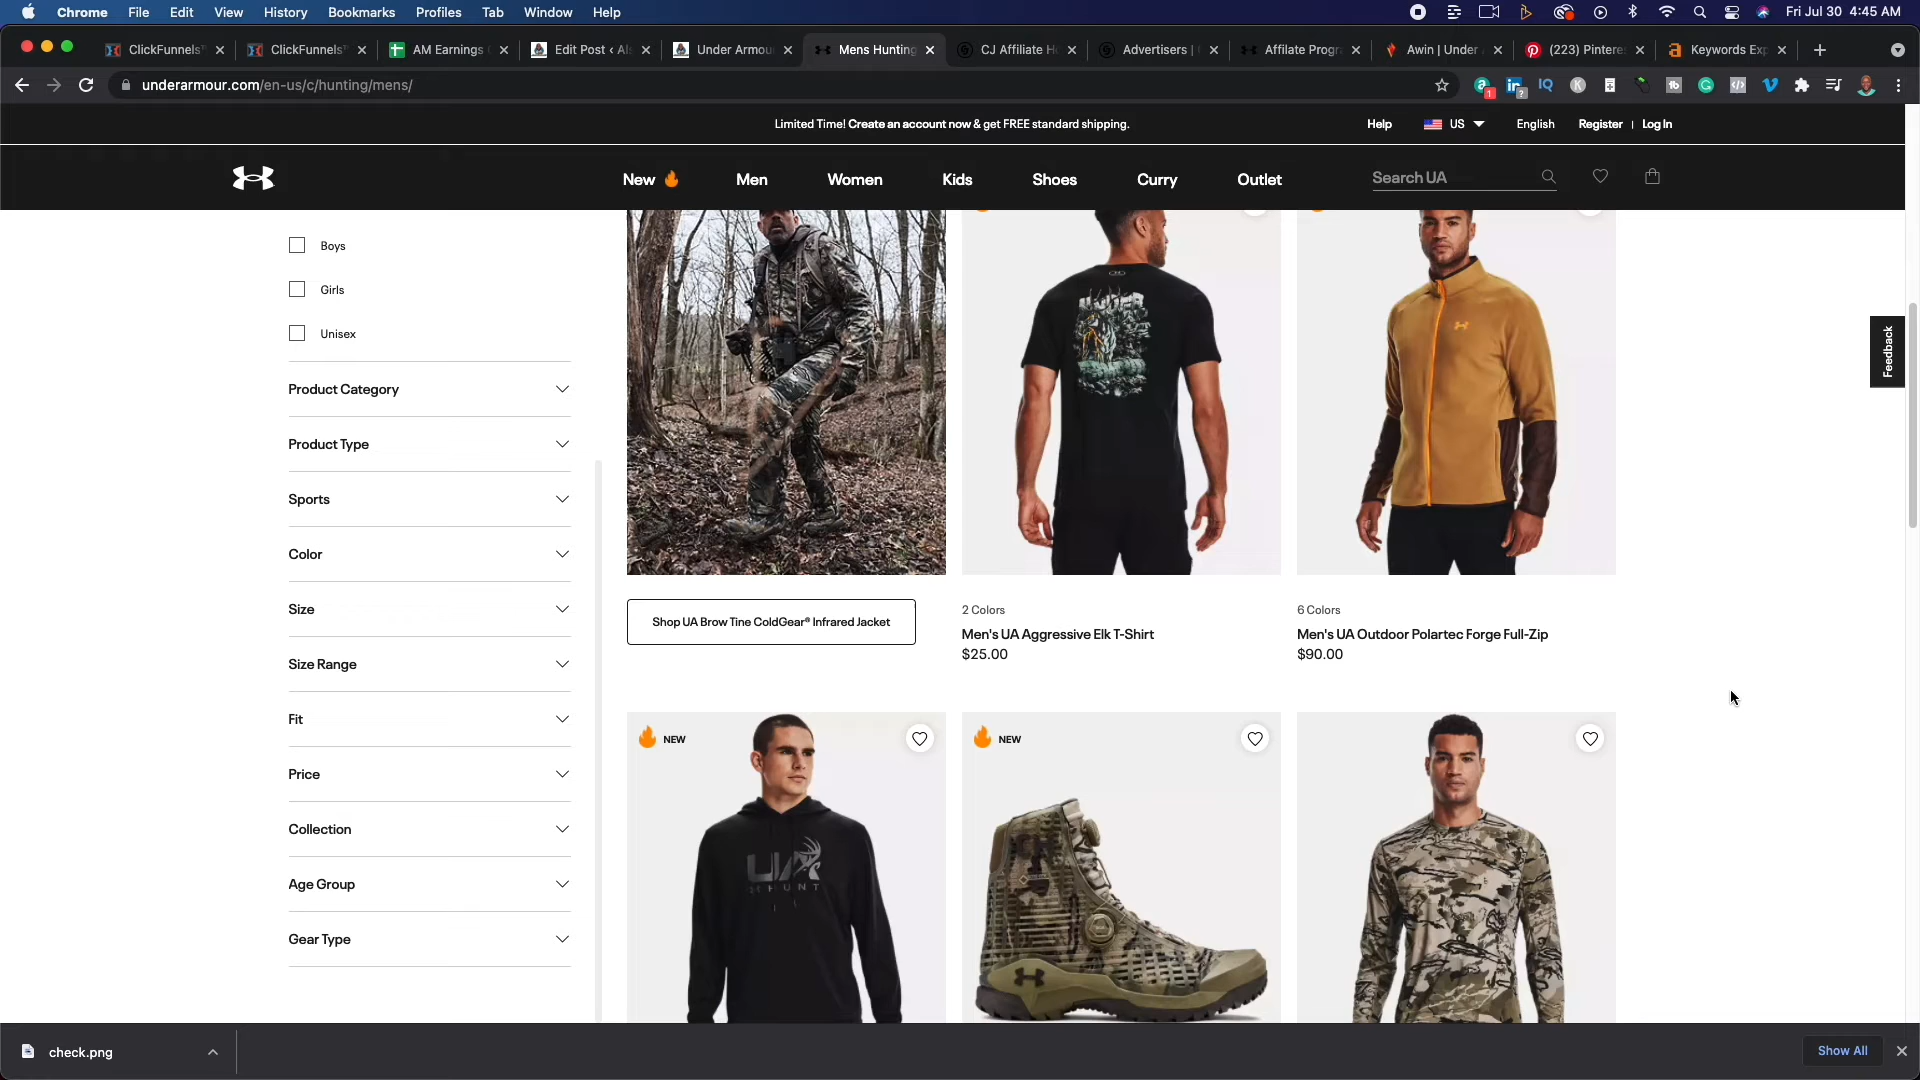 Chrome File Edit View History Bookmarks Profiles Tab Window Help Fri Jul 30 4:45 AM
ClickFunnels ClickFunnels AM Earnings Edit Post Under Armou Mens Hunting CJ Affiliate H Advertisers | Affilate Progr Awin | Under (223) Pintere Keywords Exp
underarmour.com/en-us/c/hunting/mens/
Limited Time! Create an account now & get FREE standard shipping.
Help US English Register | Log In
New Men Women Kids Shoes Curry Outlet Search UA
Boys
Girls
Unisex
Product Category
Product Type
Sports
Color
Size
Size Range
Fit
Price
Collection
Age Group
Gear Type
Feedback
Shop UA Brow Tine ColdGear® Infrared Jacket
2 Colors
Men's UA Aggressive Elk T-Shirt
$25.00
6 Colors
Men's UA Outdoor Polartec Forge Full-Zip
$90.00
NEW
UA
HUNT
NEW
check.png
Show All